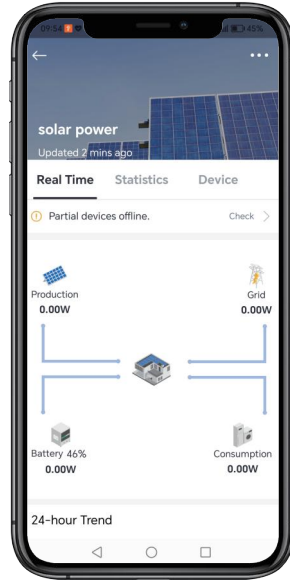 09:54 45%
solar power
Updated 2 mins ago
Real Time Statistics Device
Partial devices offline. Check
Production Grid
0.00W 0.00W
Battery 46% Consumption
0.00W 0.00W
24-hour Trend